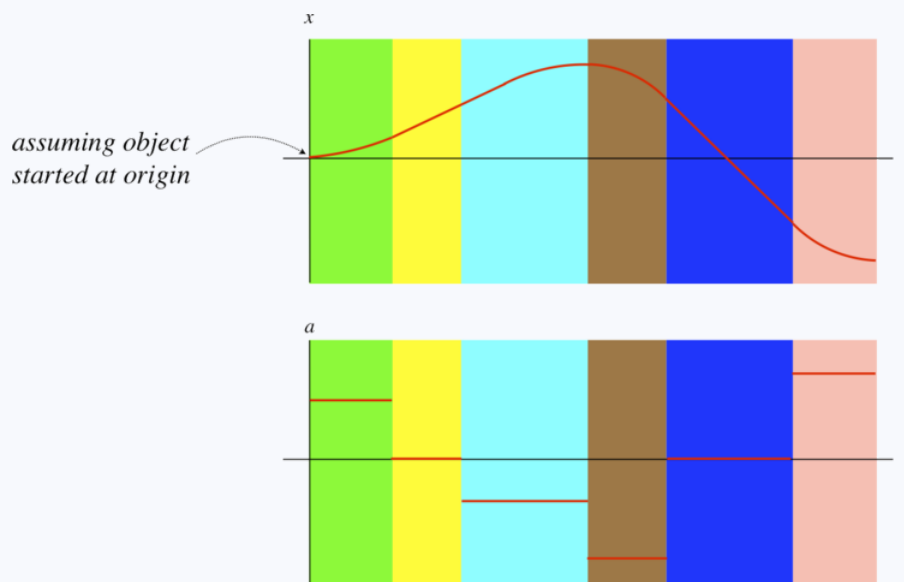 x
assuming object
started at origin
a